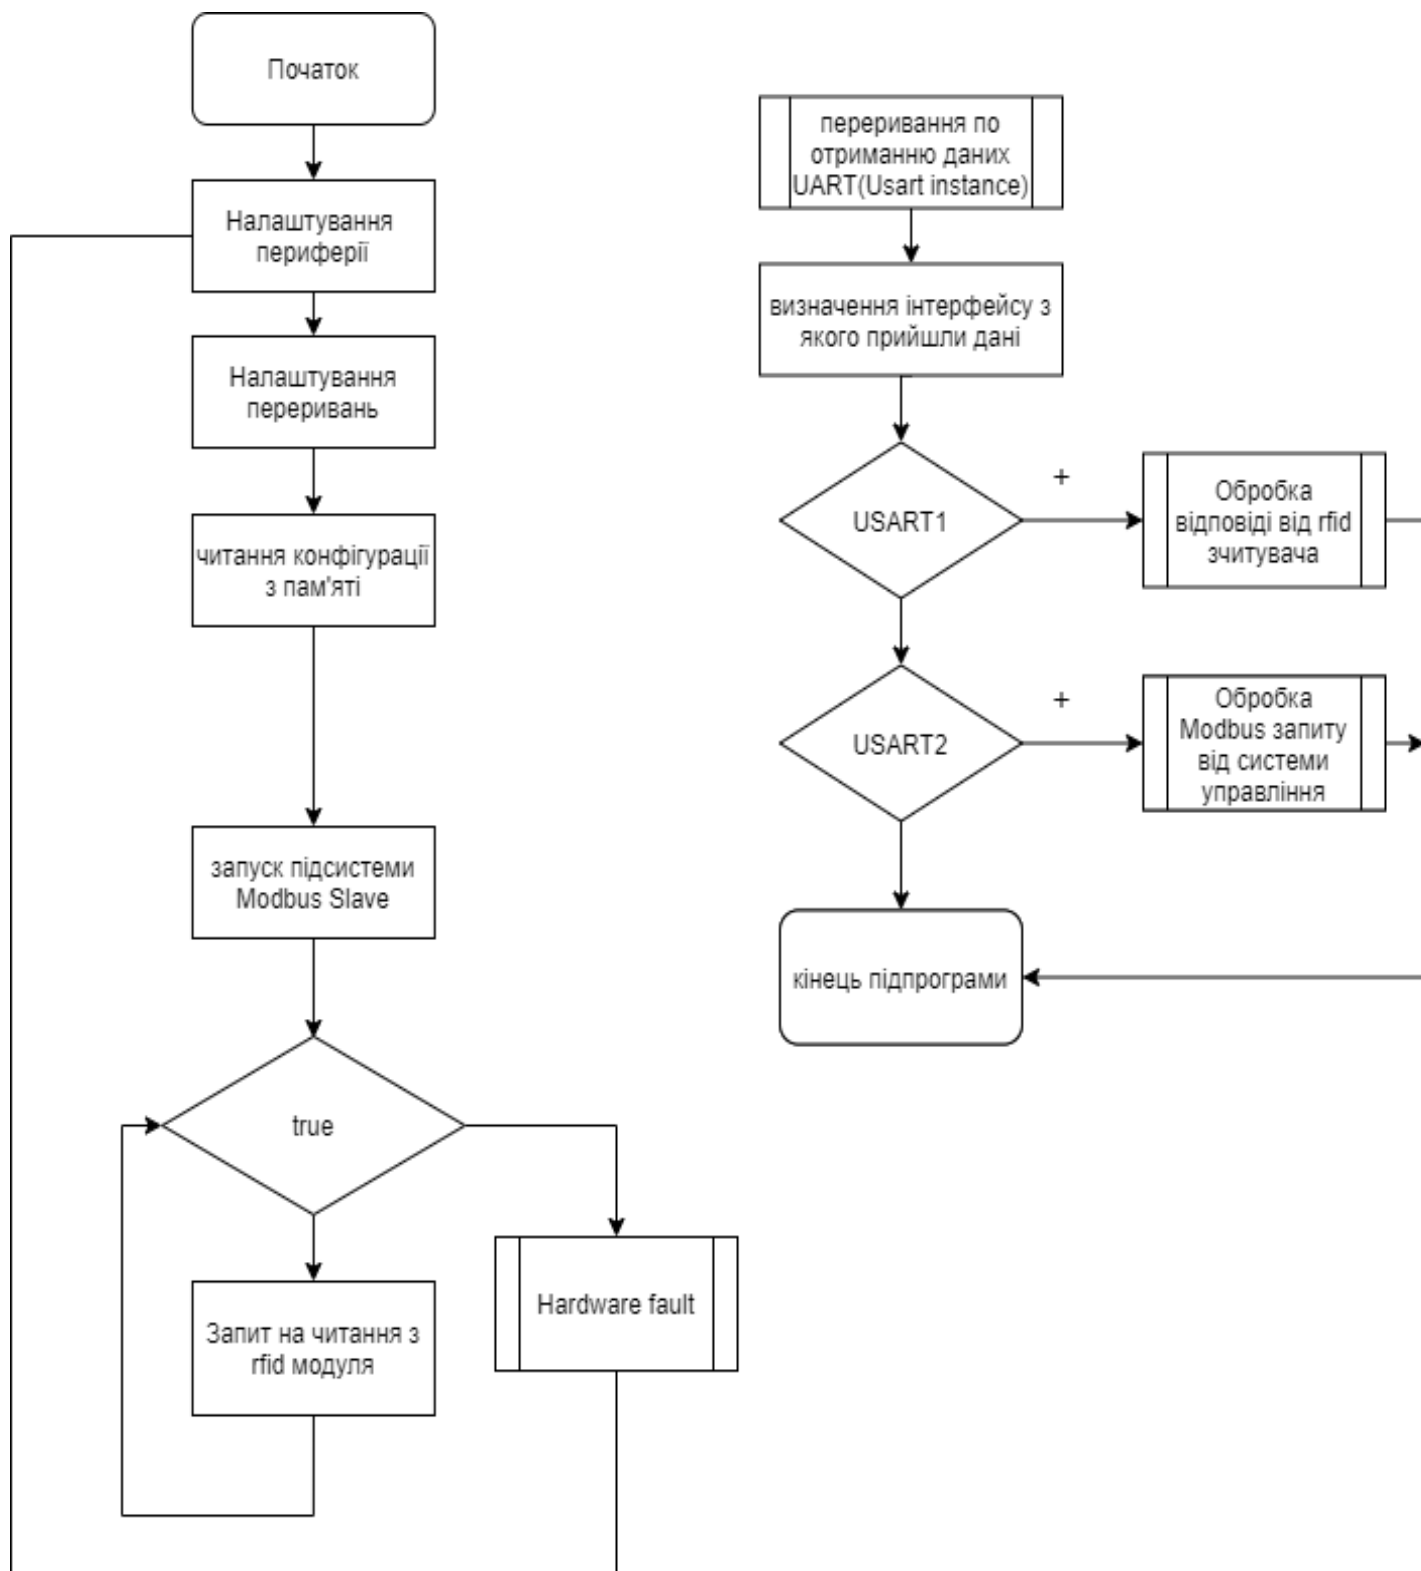 Початок
Налаштування
периферії
Налаштування
переривань
читання конфігурації
з пам'яті
запуск підсистеми
Modbus Slave
true
Запит на читання з
rfid модуля
Hardware fault
переривання по
отриманню даних
UART(Usart instance)
визначення інтерфейсу з
якого прийшли дані
USART1
+
Обробка
відповіді від rfid
зчитувача
USART2
+
Обробка
Modbus запиту
від системи
управління
кінець підпрограми